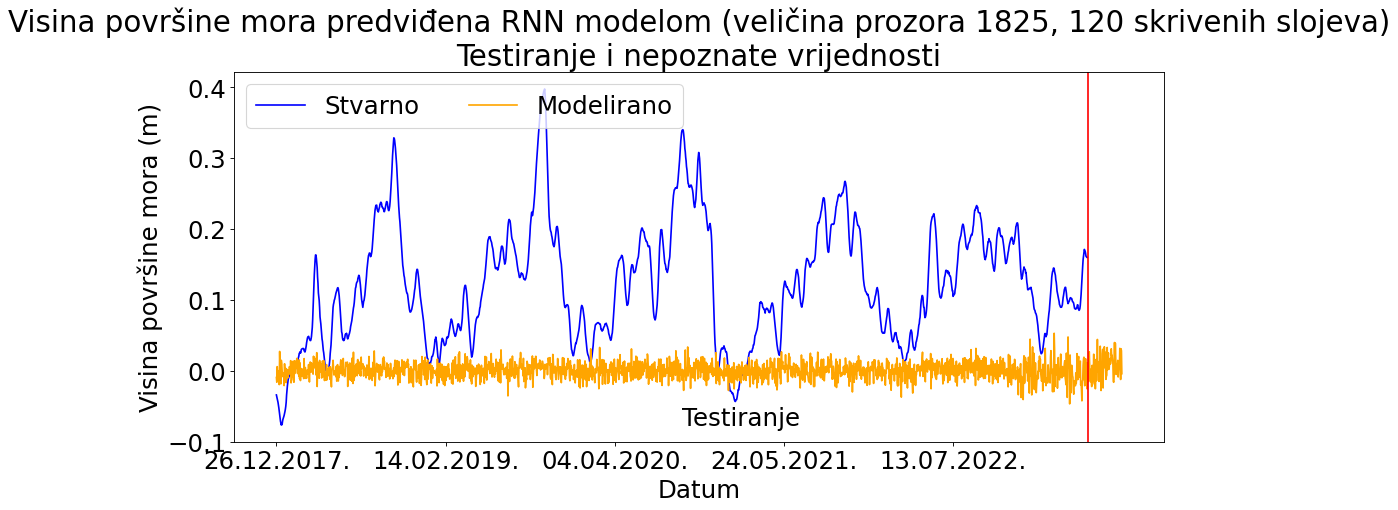 Visina površine mora predviđena RNN modelom (veličina prozora 1825, 120 skrivenih slojeva)
Testiranje i nepoznate vrijednosti
Stvarno Modelirano
0.4
0.3
0.2
0.1
0.0
−0.1
Visina površine mora (m)
Testiranje
26.12.2017. 14.02.2019. 04.04.2020. 24.05.2021. 13.07.2022.
Datum